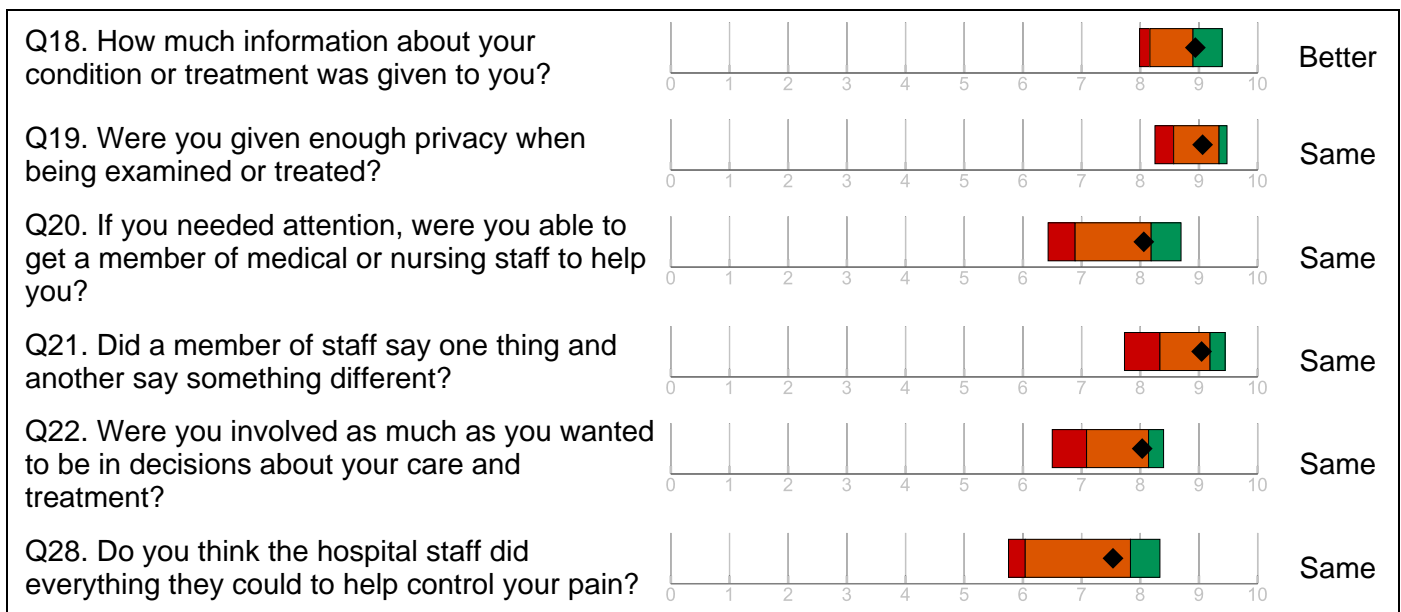 Q18. How much information about your
condition or treatment was given to you?
0 1 2 3 4 5 6 7 8 9 10
Better
Q19. Were you given enough privacy when
being examined or treated?
0 1 2 3 4 5 6 7 8 9 10
Same
Q20. If you needed attention, were you able to
get a member of medical or nursing staff to help
you?
0 1 2 3 4 5 6 7 8 9 10
Same
Q21. Did a member of staff say one thing and
another say something different?
0 1 2 3 4 5 6 7 8 9 10
Same
Q22. Were you involved as much as you wanted
to be in decisions about your care and
treatment?
0 1 2 3 4 5 6 7 8 9 10
Same
Q28. Do you think the hospital staff did
everything they could to help control your pain?
0 1 2 3 4 5 6 7 8 9 10
Same